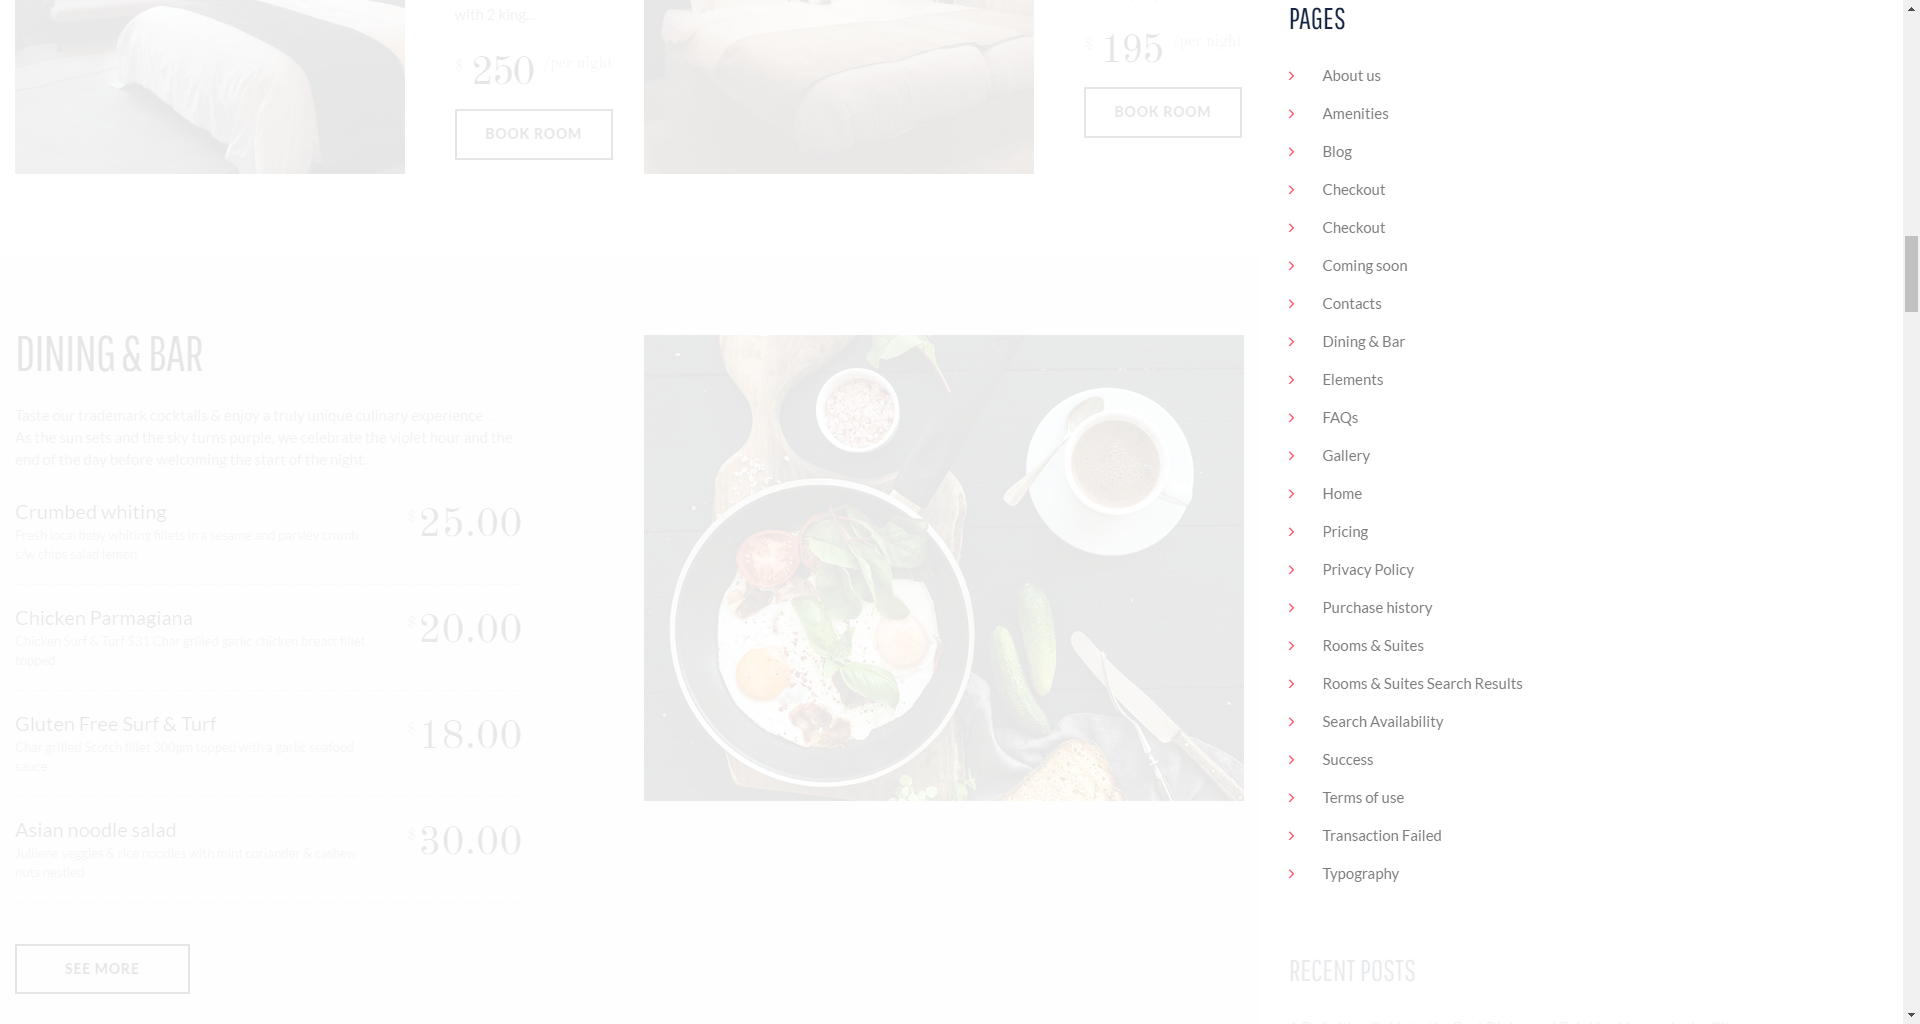 with 2 king...
$ 250 /per night
BOOK ROOM
$ 195 /per night
BOOK ROOM
DINING & BAR
Taste our trademark cocktails & enjoy a truly unique culinary experience
As the sun sets and the sky turns purple, we celebrate the violet hour and the
end of the day before welcoming the start of the night.
Crumbed whiting
$ 25.00
Fresh local baby whiting fillets in a sesame and parsley crumb
s/w chips salad lemon
Chicken Parmagiana
$ 20.00
Chicken Surf & Turf $31 Char grilled garlic chicken breast fillet
topped
Gluten Free Surf & Turf
$ 18.00
Char grilled Scotch fillet 300gm topped with a garlic seafood
sauce
Asian noodle salad
$ 30.00
Julliene veggies & rice noodles with mint coriander & cashew
nuts nestled
SEE MORE
PAGES
About us
Amenities
Blog
Checkout
Checkout
Coming soon
Contacts
Dining & Bar
Elements
FAQs
Gallery
Home
Pricing
Privacy Policy
Purchase history
Rooms & Suites
Rooms & Suites Search Results
Search Availability
Success
Terms of use
Transaction Failed
Typography
RECENT POSTS